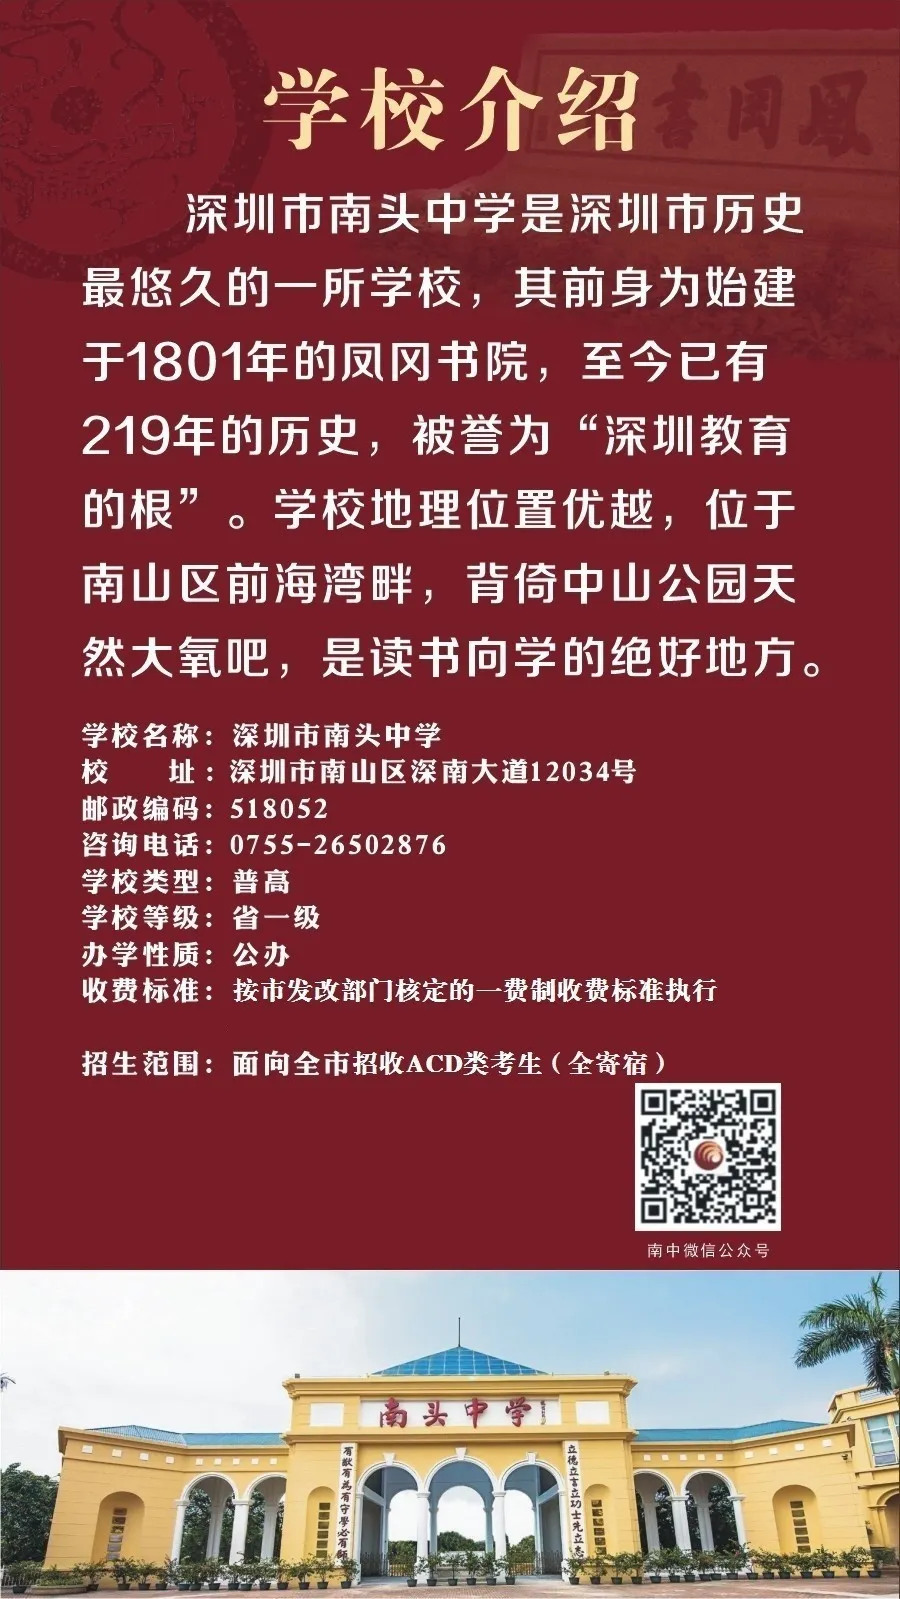 鳳岡書
学校介绍
深圳市南头中学是深圳市历史
最悠久的一所学校，其前身为始建
于1801年的凤冈书院，至今已有
219年的历史，被誉为“深圳教育
的根”。学校地理位置优越，位于
南山区前海湾畔，背倚中山公园天
然大氧吧，是读书向学的绝好地方。
学校名称：深圳市南头中学
校 址：深圳市南山区深南大道12034号
邮政编码：518052
咨询电话：0755-26502876
学校类型：普高
学校等级：省一级
办学性质：公办
收费标准：按市发改部门核定的一费制收费标准执行
招生范围：面向全市招收ACD类考生（全寄宿）
南中微信公众号
南头中学
有猷有為有守學必有師
立德立言立功士先立志